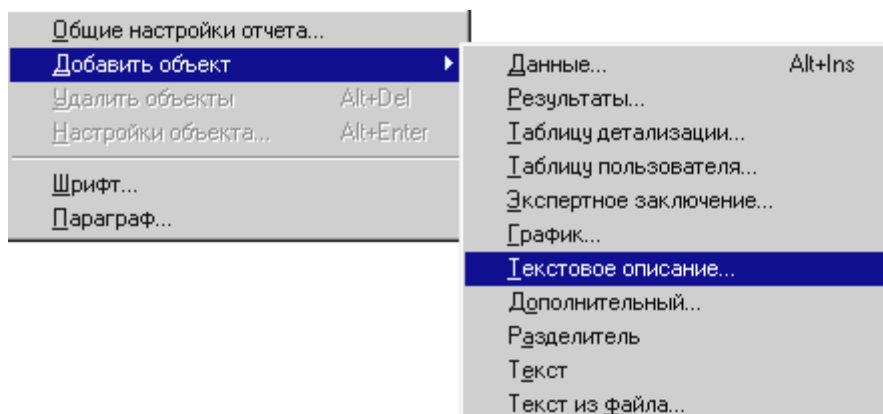 Общие настройки отчета...
Добавить объект
Удалить объекты Alt+Del
Настройки объекта... Alt+Enter
Шрифт...
Параграф...
Данные... Alt+Ins
Результаты...
Таблицу детализации...
Таблицу пользователя...
Экспертное заключение...
График...
Текстовое описание...
Дополнительный...
Разделитель
Текст
Текст из файла...